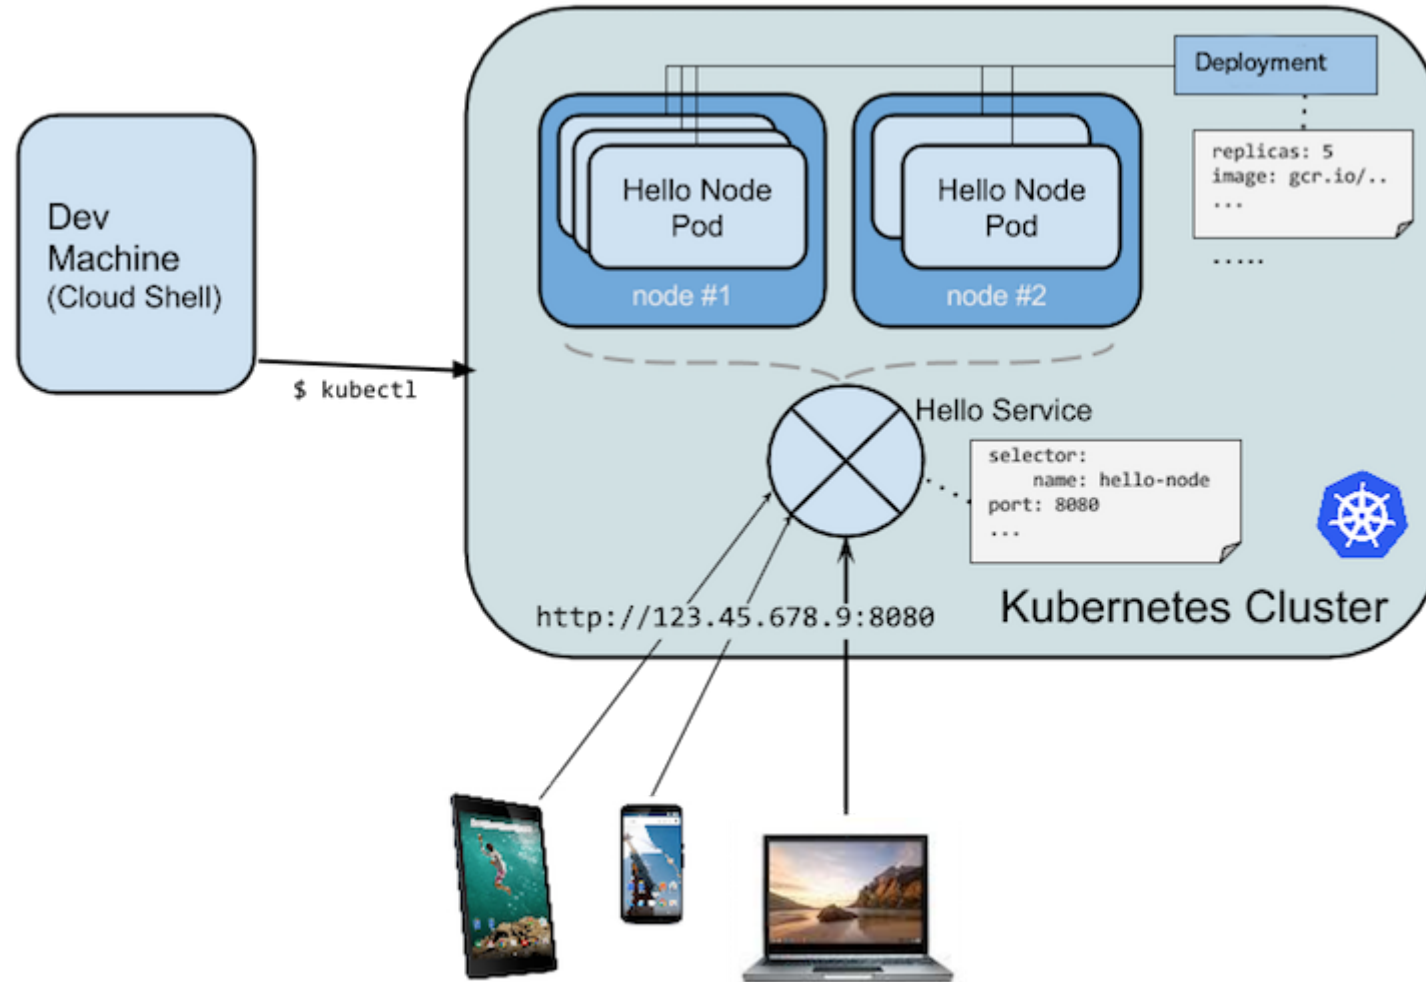 Deployment
replicas: 5
image: gcr.io/..
...
.....
Hello Node
Pod
node #1
Hello Node
Pod
node #2
Dev
Machine
(Cloud Shell)
$ kubectl
Hello Service
selector:
name: hello-node
port: 8080
...
http://123.45.678.9:8080
Kubernetes Cluster